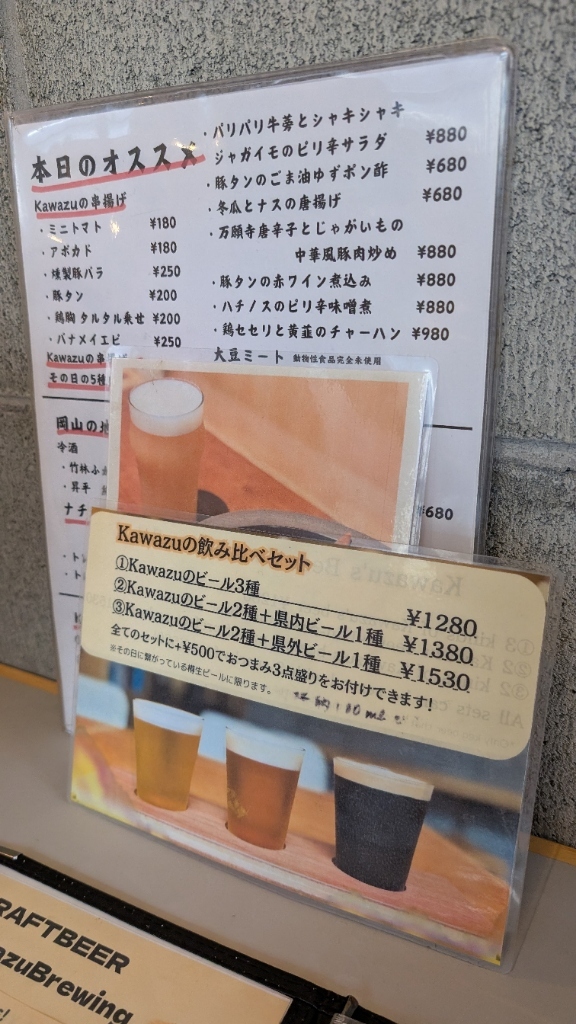 本日のオススメ
Kawazuの串揚げ
・ミニトマト ¥180
・アボカド ¥180
・燻製豚バラ ¥250
・豚タン ¥200
・鶏胸タルタル乗せ ¥200
・バナメイエビ ¥250
Kawazuの串
その日の5種
岡山の地
冷酒
・竹林ふ
・昇平
ナチ
・パリパリ牛蒡とシャキシャキ
ジャガイモのピリ辛サラダ ¥880
・豚タンのごま油ゆずポン酢 ¥680
・冬瓜とナスの唐揚げ ¥680
・万願寺唐辛子とじゃがいもの
中華風豚肉炒め ¥880
・豚タンの赤ワイン煮込み ¥880
・ハチノスのピリ辛味噌煮 ¥880
・鶏セセリと黄韮のチャーハン ¥980
大豆ミート 動物性食品完全未使用
¥680
Kawazuの飲み比べセット
①Kawazuのビール3種 ¥1280
②Kawazuのビール2種+県内ビール1種 ¥1380
③Kawazuのビール2種+県外ビール1種 ¥1530
全てのセットに+¥500でおつまみ3点盛りをお付けできます!
※その日に繋がっている樽生ビールに限ります。
RAFTBEER
azuBrewing